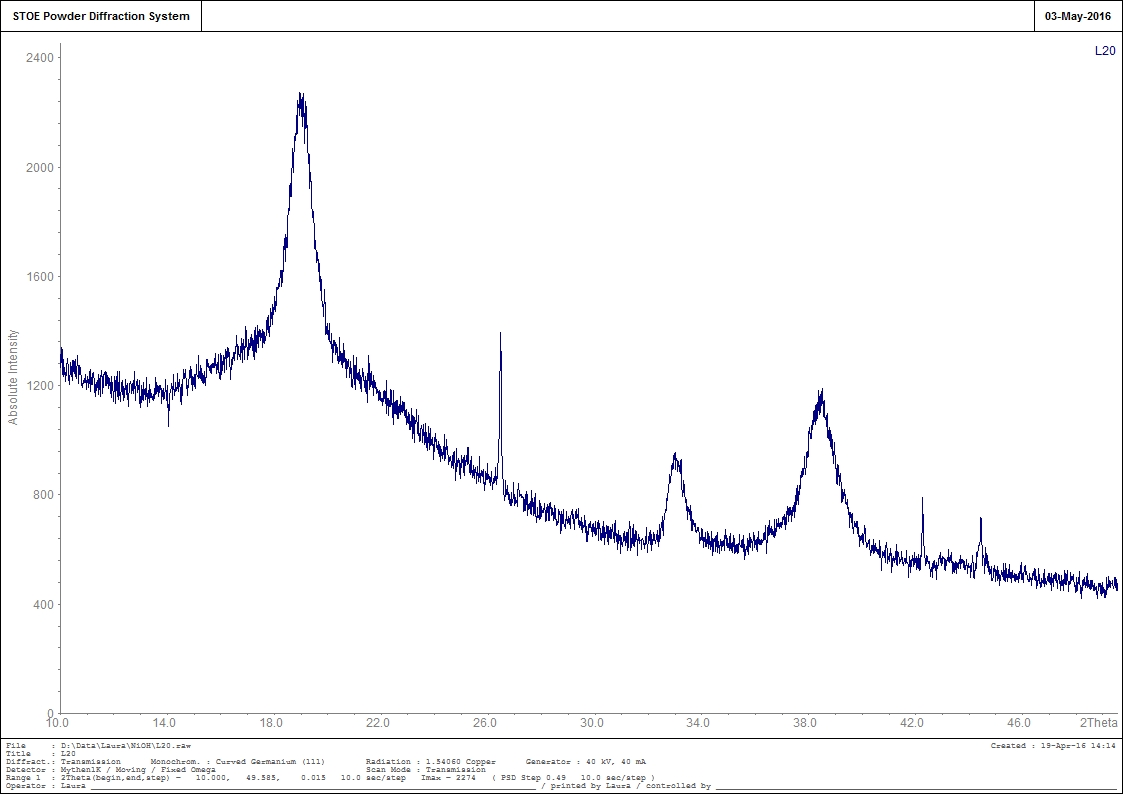 STOE Powder Diffraction System
03-May-2016
L20
2400
2000
1600
1200
800
400
0
Absolute Intensity
10.0 14.0 18.0 22.0 26.0 30.0 34.0 38.0 42.0 46.0 2Theta
File : D:\Data\Laura\NiOH\L20.raw Created : 19-Apr-16 14:14
Title : L20
Diffract.: Transmission Monochrom. : Curved Germanium (111) Radiation : 1.54060 Copper Generator : 40 kV, 40 mA
Detector : Mythen1K / Moving / Fixed Omega Scan Mode : Transmission
Range 1 : 2Theta(begin,end,step) = 10.000, 49.585, 0.015 10.0 sec/step Imax = 2274 ( PSD Step 0.49 10.0 sec/step )
Operator : Laura / printed by Laura / controlled by